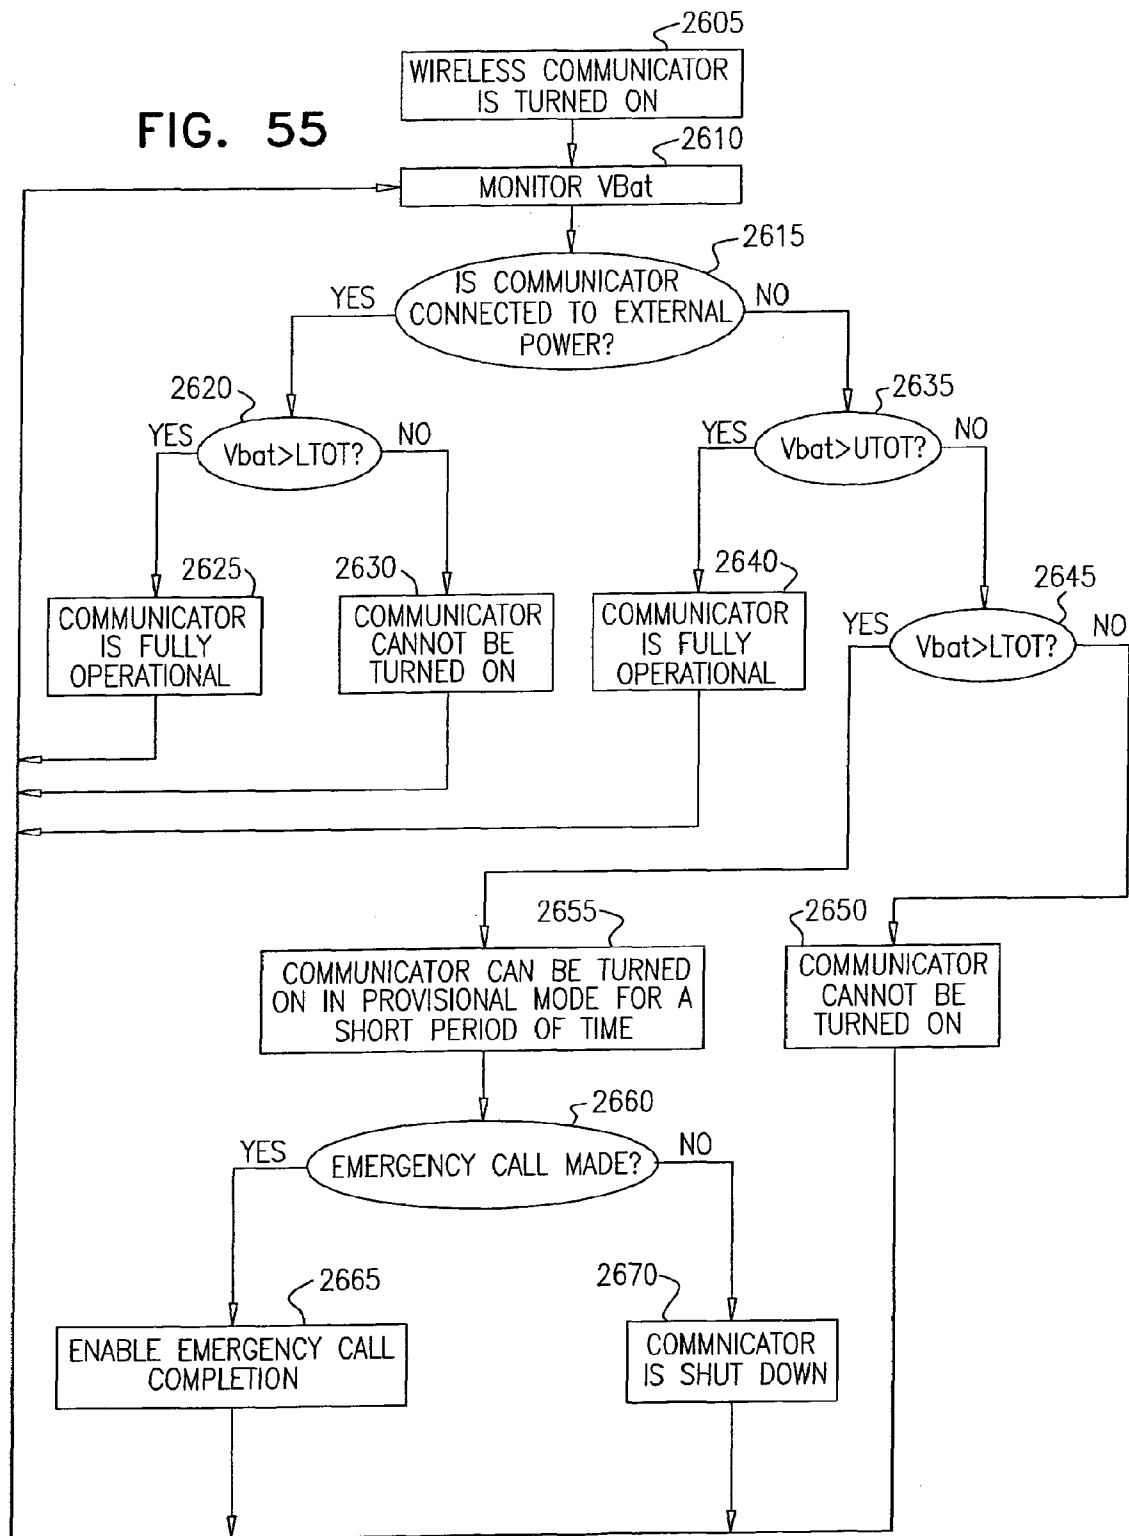 2605
WIRELESS COMMUNICATOR
IS TURNED ON
FIG. 55
2610
MONITOR VBat
2615
IS COMMUNICATOR
CONNECTED TO EXTERNAL
POWER?
YES
NO
2620
Vbat>LTOT?
YES
NO
2635
Vbat>UTOT?
YES
NO
2625
COMMUNICATOR
IS FULLY
OPERATIONAL
2630
COMMUNICATOR
CANNOT BE
TURNED ON
2640
COMMUNICATOR
IS FULLY
OPERATIONAL
2645
Vbat>LTOT?
YES
NO
2655
COMMUNICATOR CAN BE TURNED
ON IN PROVISIONAL MODE FOR A
SHORT PERIOD OF TIME
2650
COMMUNICATOR
CANNOT BE
TURNED ON
2660
EMERGENCY CALL MADE?
YES
NO
2665
ENABLE EMERGENCY CALL
COMPLETION
2670
COMMNICATOR
IS SHUT DOWN